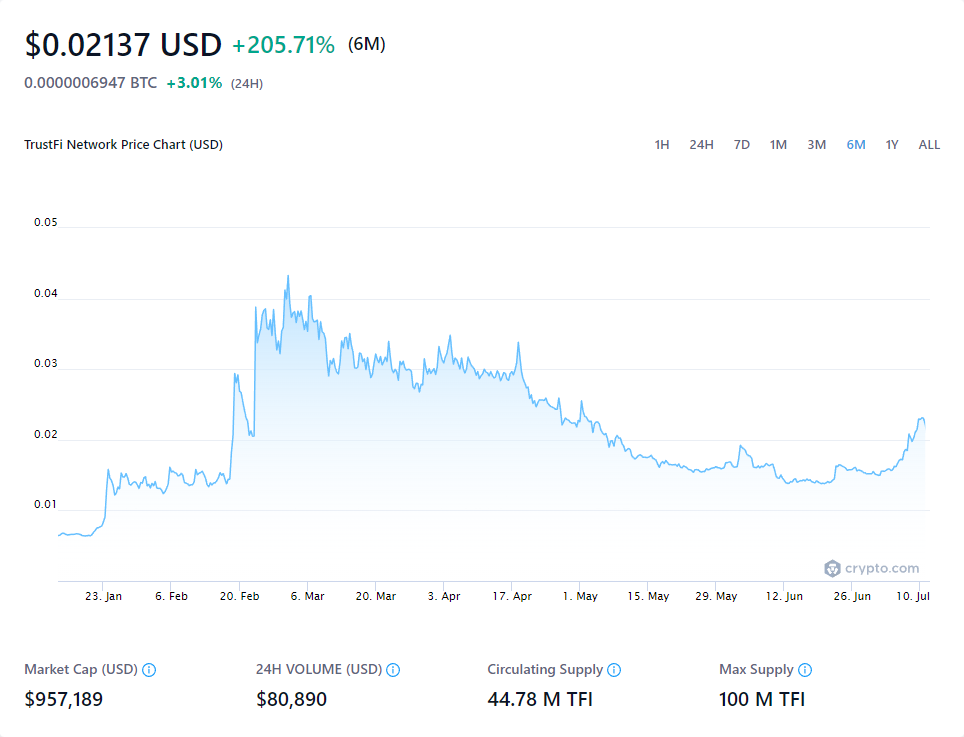 $0.02137 USD +205.71% (6M)
0.0000006947 BTC +3.01% (24H)
TrustFi Network Price Chart (USD) 1H 24H 7D 1M 3M 6M 1Y ALL
0.05
0.04
0.03
0.02
0.01
crypto.com
23. Jan 6. Feb 20. Feb 6. Mar 20. Mar 3. Apr 17. Apr 1. May 15. May 29. May 12. Jun 26. Jun 10. Jul
Market Cap (USD) 24H VOLUME (USD) Circulating Supply Max Supply
$957,189 $80,890 44.78 M TFI 100 M TFI